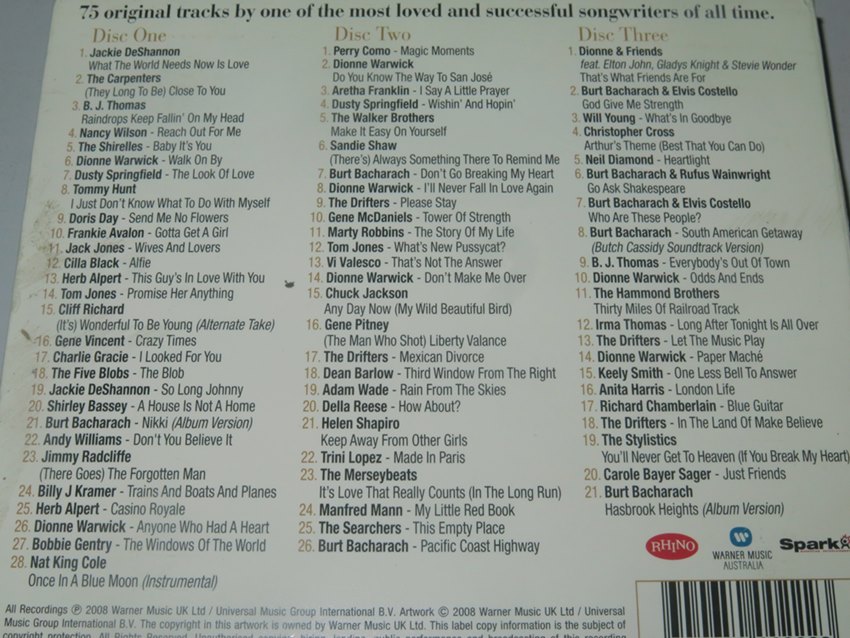 75 original tracks by one of the most loved and successful songwriters of all time.
Disc One
1. Jackie DeShannon
What The World Needs Now Is Love
2. The Carpenters
(They Long To Be) Close To You
3. B. J. Thomas
Raindrops Keep Fallin' On My Head
4. Nancy Wilson - Reach Out For Me
5. The Shirelles - Baby It's You
6. Dionne Warwick - Walk On By
7. Dusty Springfield - The Look Of Love
8. Tommy Hunt
I Just Don't Know What To Do With Myself
9. Doris Day - Send Me No Flowers
10. Frankie Avalon - Gotta Get A Girl
11. Jack Jones - Wives And Lovers
12. Cilla Black - Alfie
13. Herb Alpert - This Guy's In Love With You
14. Tom Jones - Promise Her Anything
15. Cliff Richard
(It's) Wonderful To Be Young (Alternate Take)
16. Gene Vincent - Crazy Times
17. Charlie Gracie - I Looked For You
18. The Five Blobs - The Blob
19. Jackie DeShannon - So Long Johnny
20. Shirley Bassey - A House Is Not A Home
21. Burt Bacharach - Nikki (Album Version)
22. Andy Williams - Don't You Believe It
23. Jimmy Radcliffe
(There Goes) The Forgotten Man
24. Billy J Kramer - Trains And Boats And Planes
25. Herb Alpert - Casino Royale
26. Dionne Warwick - Anyone Who Had A Heart
27. Bobbie Gentry - The Windows Of The World
28. Nat King Cole
Once In A Blue Moon (Instrumental)
Disc Two
1. Perry Como - Magic Moments
2. Dionne Warwick
Do You Know The Way To San José
3. Aretha Franklin - I Say A Little Prayer
4. Dusty Springfield - Wishin' And Hopin'
5. The Walker Brothers
Make It Easy On Yourself
6. Sandie Shaw
(There's) Always Something There To Remind Me
7. Burt Bacharach - Don't Go Breaking My Heart
8. Dionne Warwick - I'll Never Fall In Love Again
9. The Drifters - Please Stay
10. Gene McDaniels - Tower Of Strength
11. Marty Robbins - The Story Of My Life
12. Tom Jones - What's New Pussycat?
13. Vi Valesco - That's Not The Answer
14. Dionne Warwick - Don't Make Me Over
15. Chuck Jackson
Any Day Now (My Wild Beautiful Bird)
16. Gene Pitney
(The Man Who Shot) Liberty Valance
17. The Drifters - Mexican Divorce
18. Dean Barlow - Third Window From The Right
19. Adam Wade - Rain From The Skies
20. Della Reese - How About?
21. Helen Shapiro
Keep Away From Other Girls
22. Trini Lopez - Made In Paris
23. The Merseybeats
It's Love That Really Counts (In The Long Run)
24. Manfred Mann - My Little Red Book
25. The Searchers - This Empty Place
26. Burt Bacharach - Pacific Coast Highway
Disc Three
1. Dionne & Friends
feat. Elton John, Gladys Knight & Stevie Wonder
That's What Friends Are For
2. Burt Bacharach & Elvis Costello
God Give Me Strength
3. Will Young - What's In Goodbye
4. Christopher Cross
Arthur's Theme (Best That You Can Do)
5. Neil Diamond - Heartlight
6. Burt Bacharach & Rufus Wainwright
Go Ask Shakespeare
7. Burt Bacharach & Elvis Costello
Who Are These People?
8. Burt Bacharach - South American Getaway
(Butch Cassidy Soundtrack Version)
9. B. J. Thomas - Everybody's Out Of Town
10. Dionne Warwick - Odds And Ends
11. The Hammond Brothers
Thirty Miles Of Railroad Track
12. Irma Thomas - Long After Tonight Is All Over
13. The Drifters - Let The Music Play
14. Dionne Warwick - Paper Maché
15. Keely Smith - One Less Bell To Answer
16. Anita Harris - London Life
17. Richard Chamberlain - Blue Guitar
18. The Drifters - In The Land Of Make Believe
19. The Stylistics
You'll Never Get To Heaven (If You Break My Heart)
20. Carole Bayer Sager - Just Friends
21. Burt Bacharach
Hasbrook Heights (Album Version)
RHINO
WARNER MUSIC
AUSTRALIA
Spark
All Recordings ℗ 2008 Warner Music UK Ltd / Universal Music Group International B.V. Artwork © 2008 Warner Music UK Ltd / Universal
Music Group International B.V. The copyright in this artwork is owned by Warner Music UK Ltd. This label copy information is the subject of
copyright protection. All Rights Reserved.